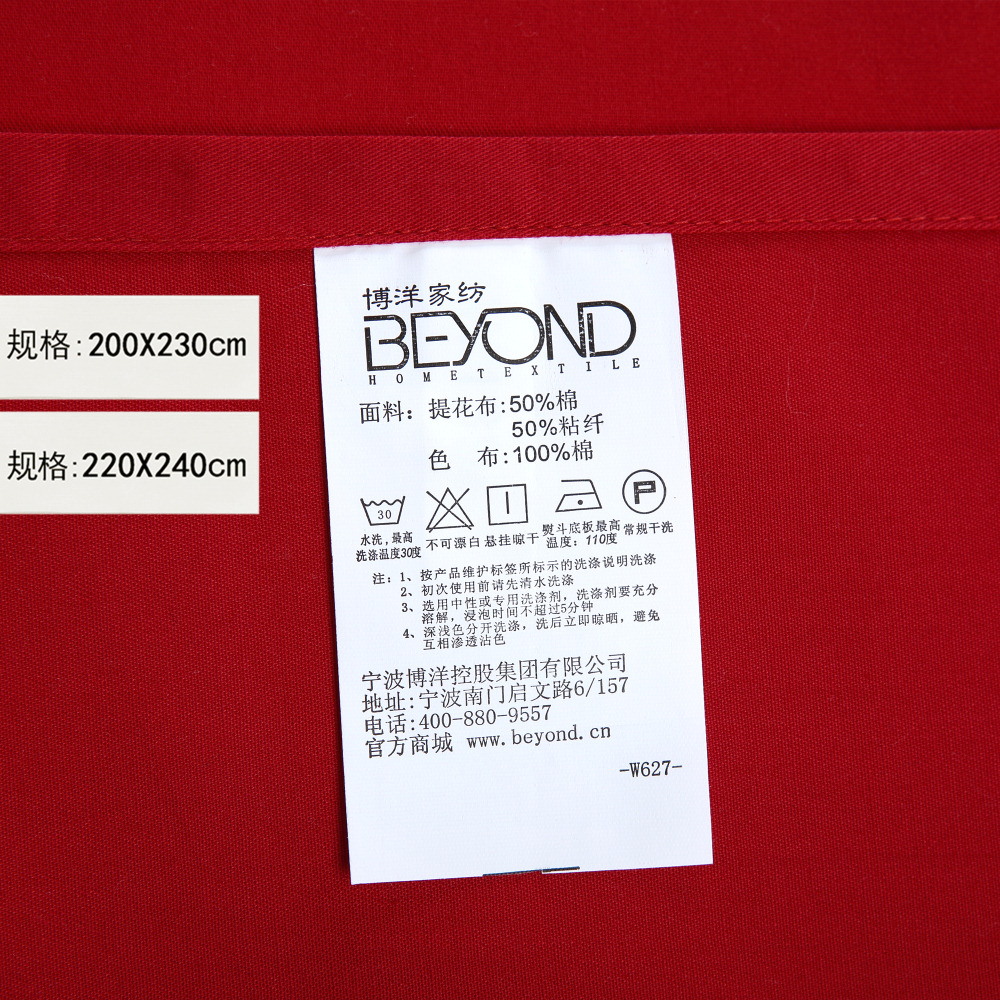 规格:200X230cm
规格:220X240cm
博洋家纺
BEYOND
HOMETEXTILE
面料：提花布:50%棉
50%粘纤
色 布:100%棉
30
P
水洗,最高
洗涤温度30度
不可漂白
悬挂晾干
熨斗底板最高
温度：110度
常规干洗
注：1、按产品维护标签所标示的洗涤说明洗涤
2、初次使用前请先清水洗涤
3、选用中性或专用洗涤剂，洗涤剂要充分
溶解，浸泡时间不超过5分钟
4、深浅色分开洗涤，洗后立即晾晒，避免
互相渗透沾色
宁波博洋控股集团有限公司
地址:宁波南门启文路6/157
电话:400-880-9557
官方商城 www.beyond.cn
-W627-